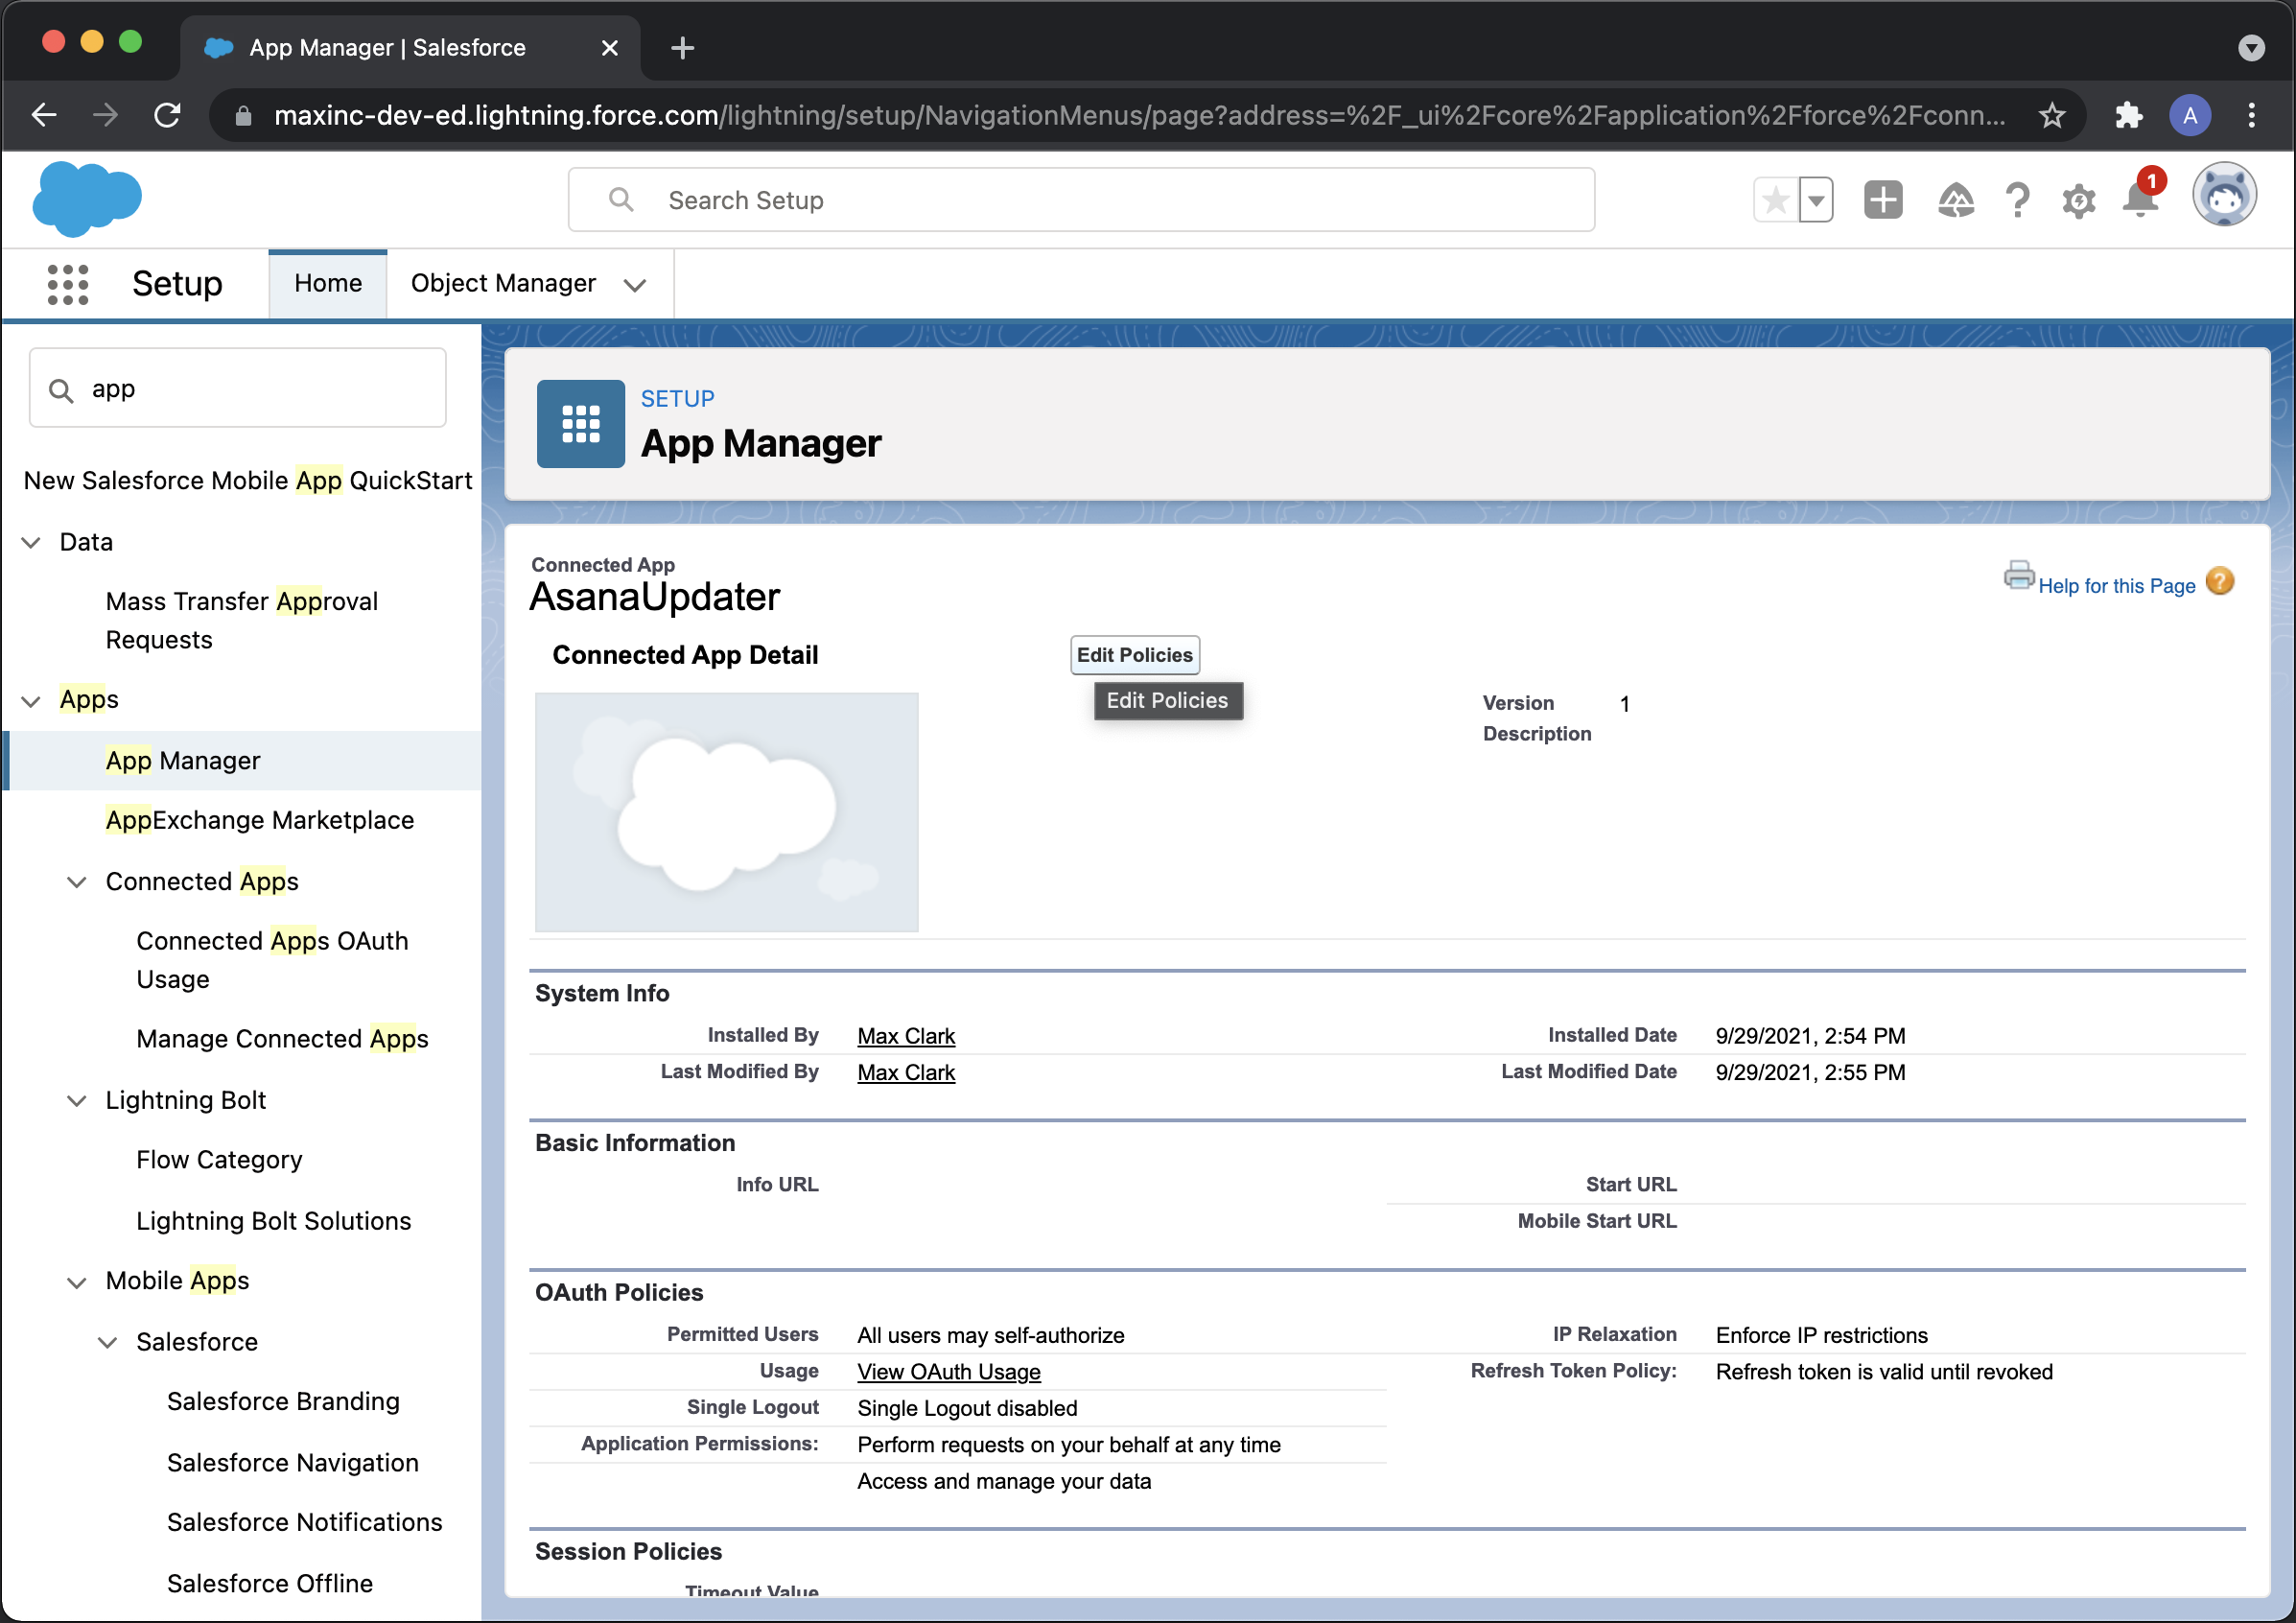 App Manager | Salesforce
maxinc-dev-ed.lightning.force.com/lightning/setup/NavigationMenus/page?address=%2F_ui%2Fcore%2Fapplication%2Fforce%2Fconn...
A
Search Setup
1
Setup
Home
Object Manager
app
New Salesforce Mobile App QuickStart
Data
Mass Transfer Approval
Requests
Apps
App Manager
AppExchange Marketplace
Connected Apps
Connected Apps OAuth
Usage
Manage Connected Apps
Lightning Bolt
Flow Category
Lightning Bolt Solutions
Mobile Apps
Salesforce
Salesforce Branding
Salesforce Navigation
Salesforce Notifications
Salesforce Offline
SETUP
App Manager
Connected App
AsanaUpdater
Help for this Page ?
Connected App Detail
Edit Policies
Edit Policies
Version 1
Description
System Info
Installed By Max Clark Installed Date 9/29/2021, 2:54 PM
Last Modified By Max Clark Last Modified Date 9/29/2021, 2:55 PM
Basic Information
Info URL Start URL
Mobile Start URL
OAuth Policies
Permitted Users All users may self-authorize IP Relaxation Enforce IP restrictions
Usage View OAuth Usage Refresh Token Policy: Refresh token is valid until revoked
Single Logout Single Logout disabled
Application Permissions: Perform requests on your behalf at any time
Access and manage your data
Session Policies
Timeout Value